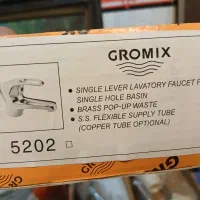 GROMIX
• SINGLE LEVER LAVATORY FAUCET F
SINGLE HOLE BASIN
• BRASS POP-UP WASTE
• S.S. FLEXIBLE SUPPLY TUBE
(COPPER TUBE OPTIONAL)
5202 □
GROM